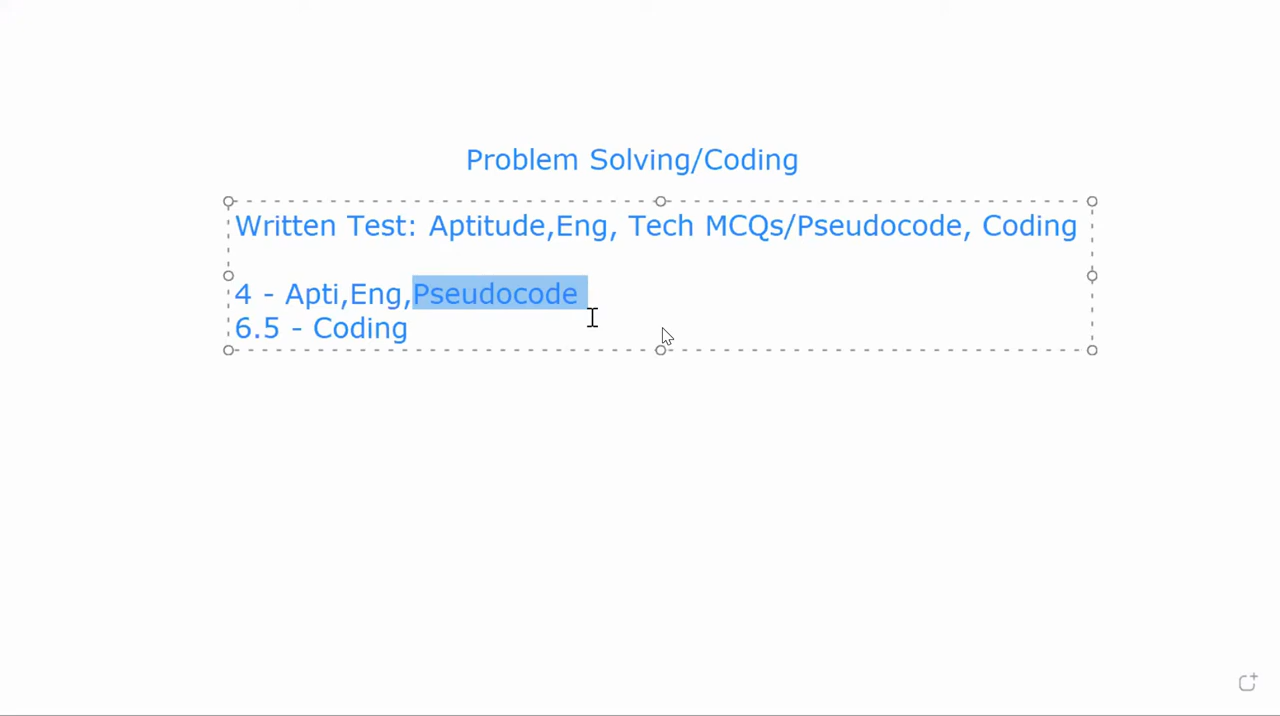 Problem Solving/Coding
Written Test: Aptitude,Eng, Tech MCQs/Pseudocode, Coding
4 - Apti,Eng,Pseudocode
6.5 - Coding